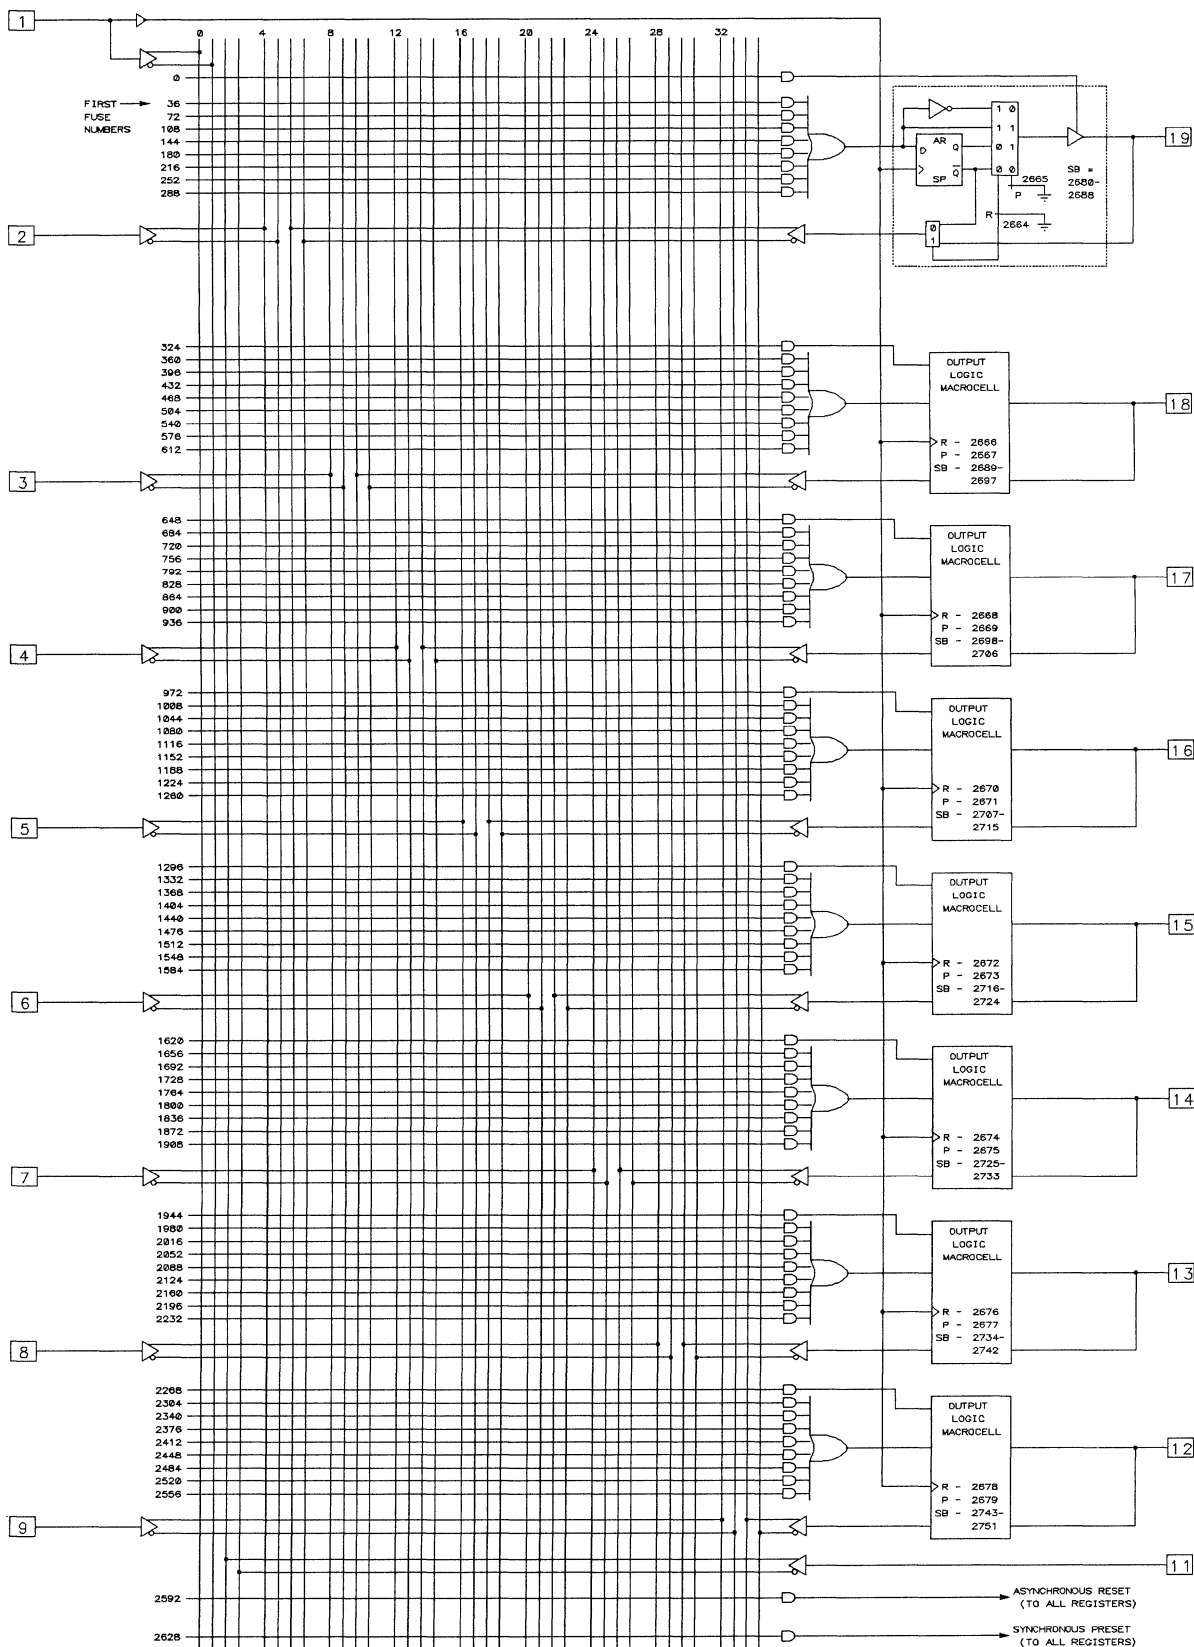 1
0 4 8 12 16 20 24 28 32
0
FIRST
FUSE
NUMBERS
36
72
108
144
180
216
252
288
1 0
1 1
0 1
0 0
AR
D Q
SP Q
2665
P
R
2664
SB =
2680-
2688
19
2
0
1
324
360
396
432
468
504
540
576
612
OUTPUT
LOGIC
MACROCELL
R - 2666
P - 2667
SB - 2689-
2697
18
3
648
684
720
756
792
828
864
900
936
OUTPUT
LOGIC
MACROCELL
R - 2668
P - 2669
SB - 2698-
2706
17
4
972
1008
1044
1080
1116
1152
1188
1224
1260
OUTPUT
LOGIC
MACROCELL
R - 2670
P - 2671
SB - 2707-
2715
16
5
1296
1332
1368
1404
1440
1476
1512
1548
1584
OUTPUT
LOGIC
MACROCELL
R - 2672
P - 2673
SB - 2716-
2724
15
6
1620
1656
1692
1728
1764
1800
1836
1872
1908
OUTPUT
LOGIC
MACROCELL
R - 2674
P - 2675
SB - 2725-
2733
14
7
1944
1980
2016
2052
2088
2124
2160
2196
2232
OUTPUT
LOGIC
MACROCELL
R - 2676
P - 2677
SB - 2734-
2742
13
8
2268
2304
2340
2376
2412
2448
2484
2520
2556
OUTPUT
LOGIC
MACROCELL
R - 2678
P - 2679
SB - 2743-
2751
12
9
11
2592
ASYNCHRONOUS RESET
(TO ALL REGISTERS)
2628
SYNCHRONOUS PRESET
(TO ALL REGISTERS)